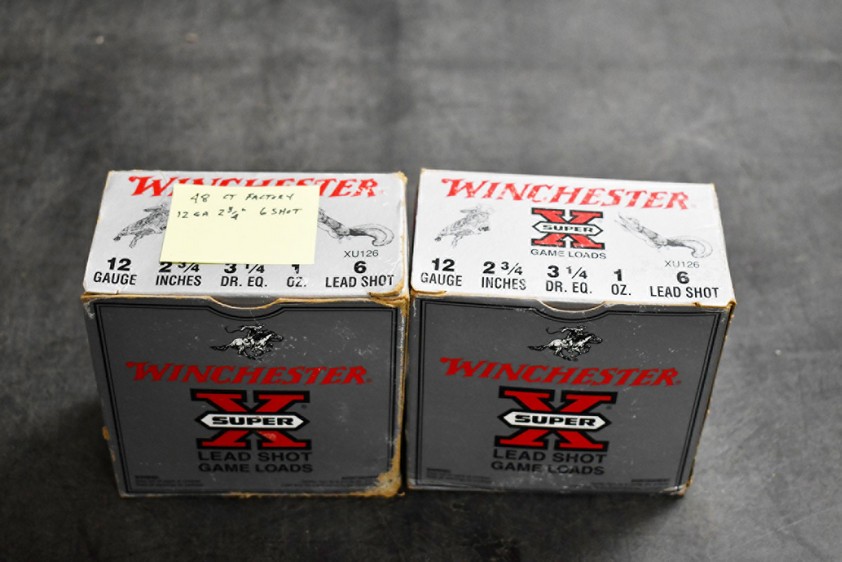 WINCHESTER
48 CT FACTORY
12 GA 2 3/4" 6 SHOT
XU126
12 2 3/4 3 1/4 1 6
GAUGE INCHES DR. EQ. OZ. LEAD SHOT
WINCHESTER
X
SUPER
LEAD SHOT
GAME LOADS
WINCHESTER
X
SUPER
GAME LOADS
XU126
12 2 3/4 3 1/4 1 6
GAUGE INCHES DR. EQ. OZ. LEAD SHOT
WINCHESTER
X
SUPER
LEAD SHOT
GAME LOADS